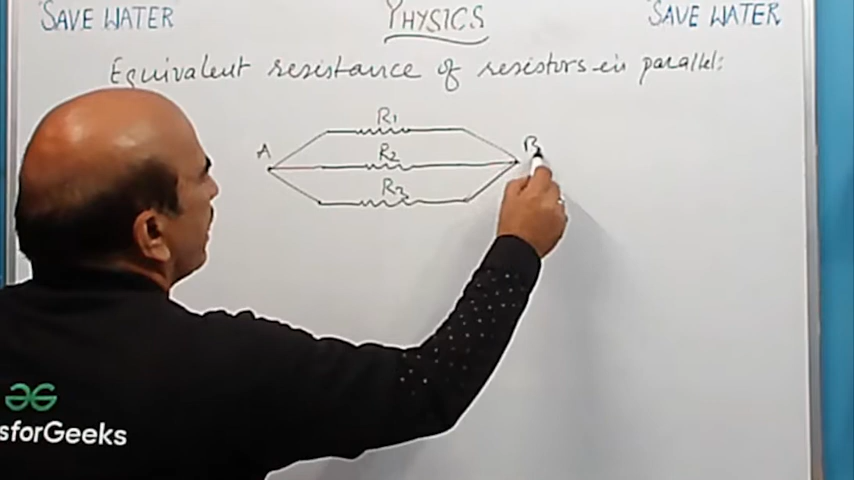 SAVE WATER PHYSICS SAVE WATER
Equivalent resistance of resistors in parallel:
R1
A R2 B
R3
sforGeeks